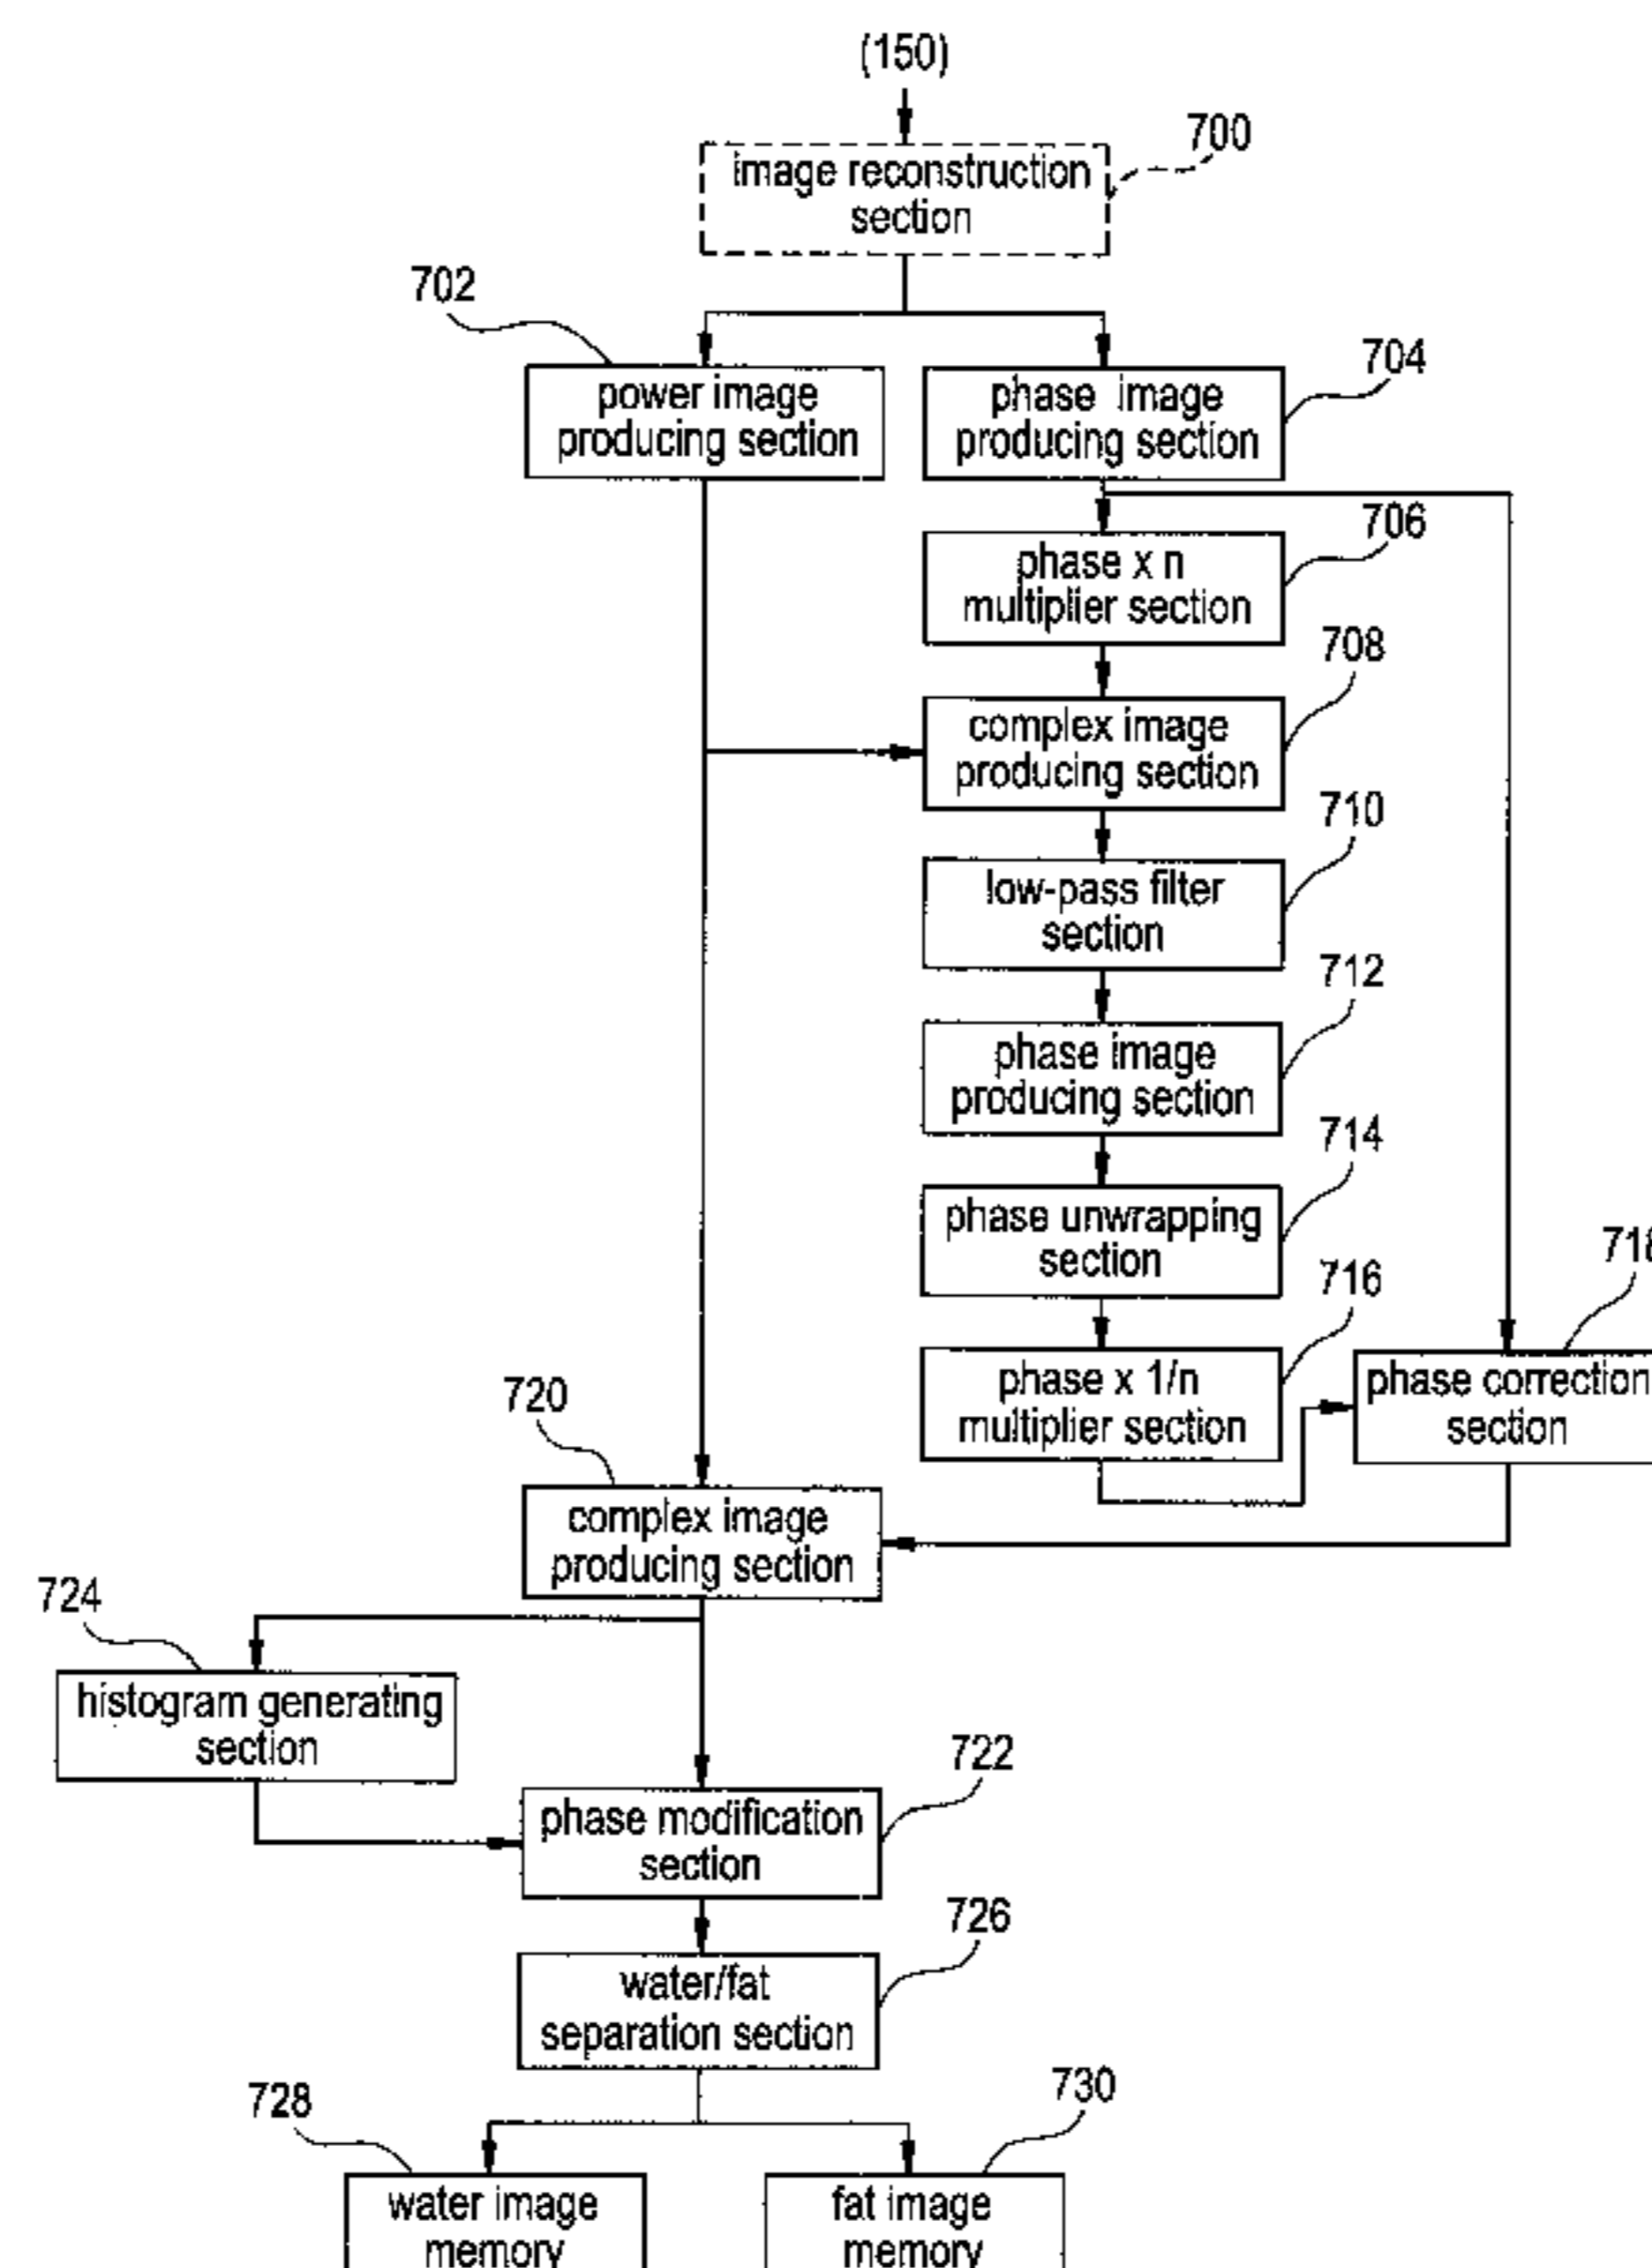 (150)
700
image reconstruction
section
702
power image
producing section
704
phase image
producing section
706
phase x n
multiplier section
708
complex image
producing section
710
low-pass filter
section
712
phase image
producing section
714
phase unwrapping
section
716
phase x 1/n
multiplier section
718
phase correction
section
720
complex image
producing section
724
histogram generating
section
722
phase modification
section
726
water/fat
separation section
728
water image
memory
730
fat image
memory